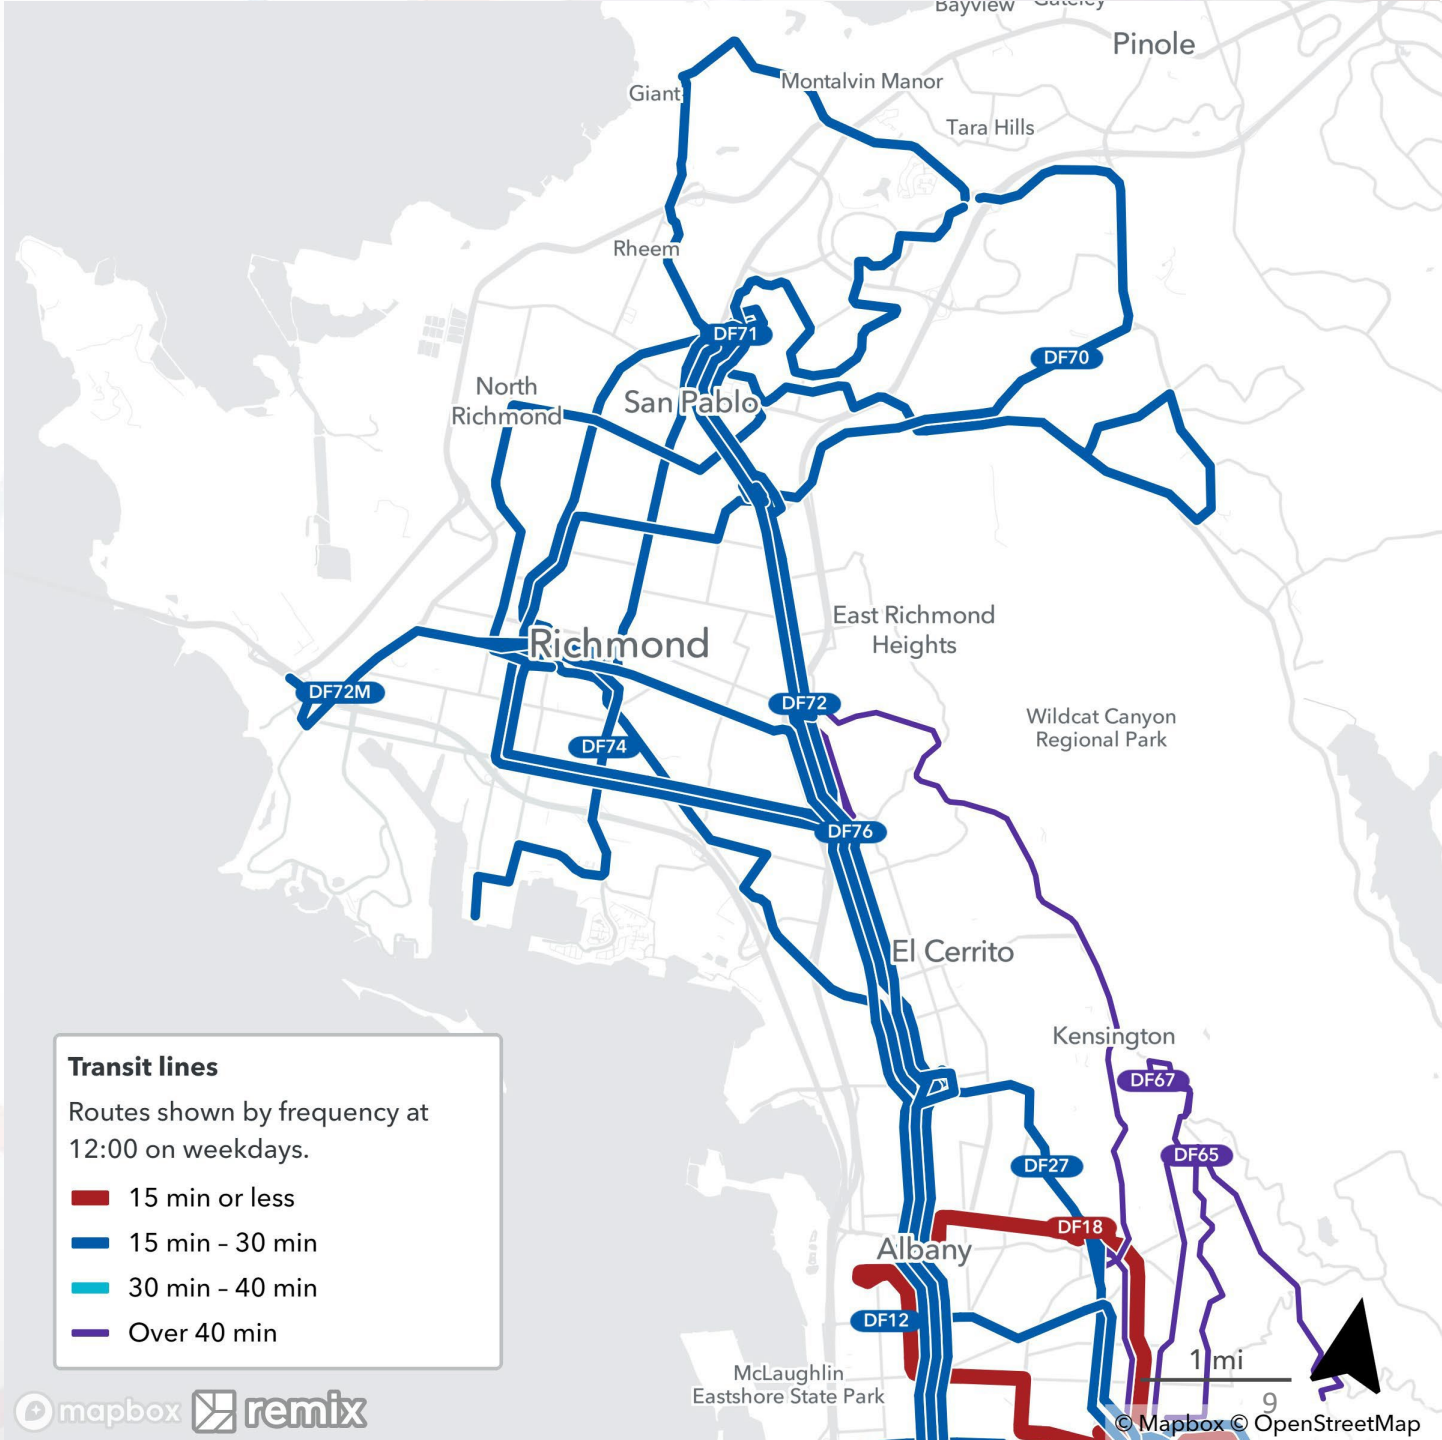 Bayview
Gateley
Pinole
Montalvin Manor
Giant
Tara Hills
Rheem
DF71
DF70
North
Richmond
San Pablo
East Richmond
Heights
Richmond
DF72M
DF72
Wildcat Canyon
Regional Park
DF74
DF76
El Cerrito
Kensington
DF67
DF65
DF27
DF18
Albany
DF12
McLaughlin
Eastshore State Park
Transit lines
Routes shown by frequency at
12:00 on weekdays.
15 min or less
15 min – 30 min
30 min – 40 min
Over 40 min
1 mi
9
mapbox remix
© Mapbox © OpenStreetMap